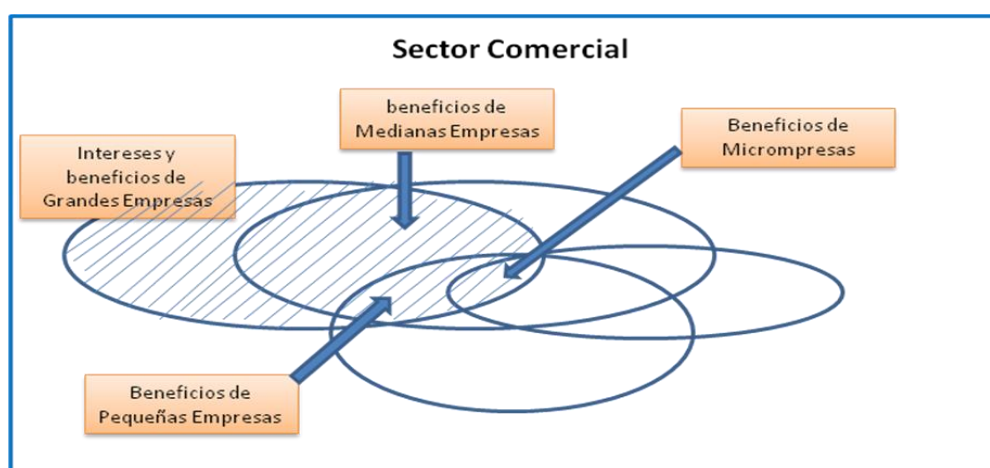 Sector Comercial
beneficios de
Medianas Empresas
Beneficios de
Micrompresas
Intereses y
beneficios de
Grandes Empresas
Beneficios de
Pequeñas Empresas